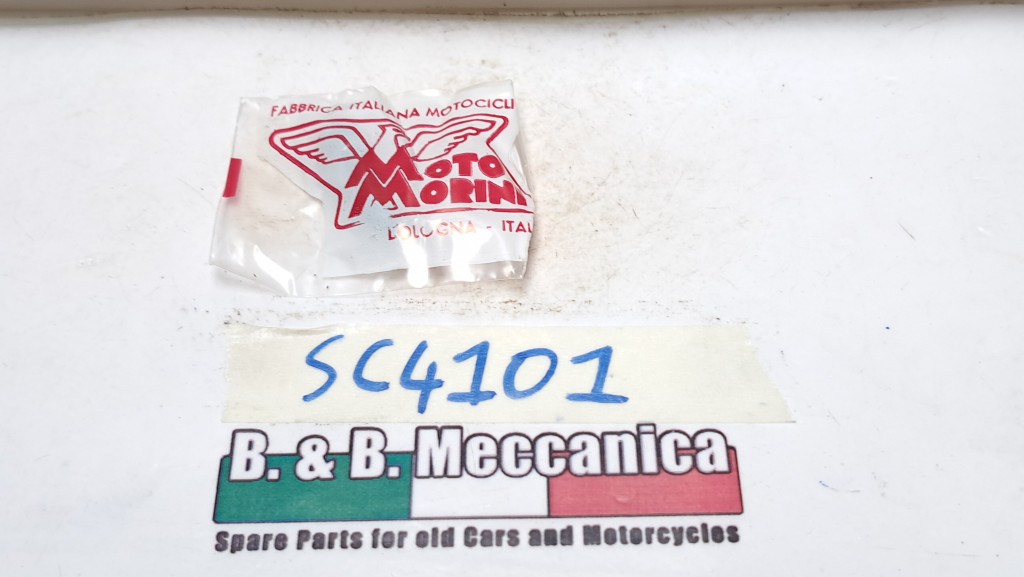 FABBRICA ITALIANA MOTOCICLI
MOTO
MORINI
BOLOGNA - ITAL
SC4101
B. & B. Meccanica
Spare Parts for old Cars and Motorcycles